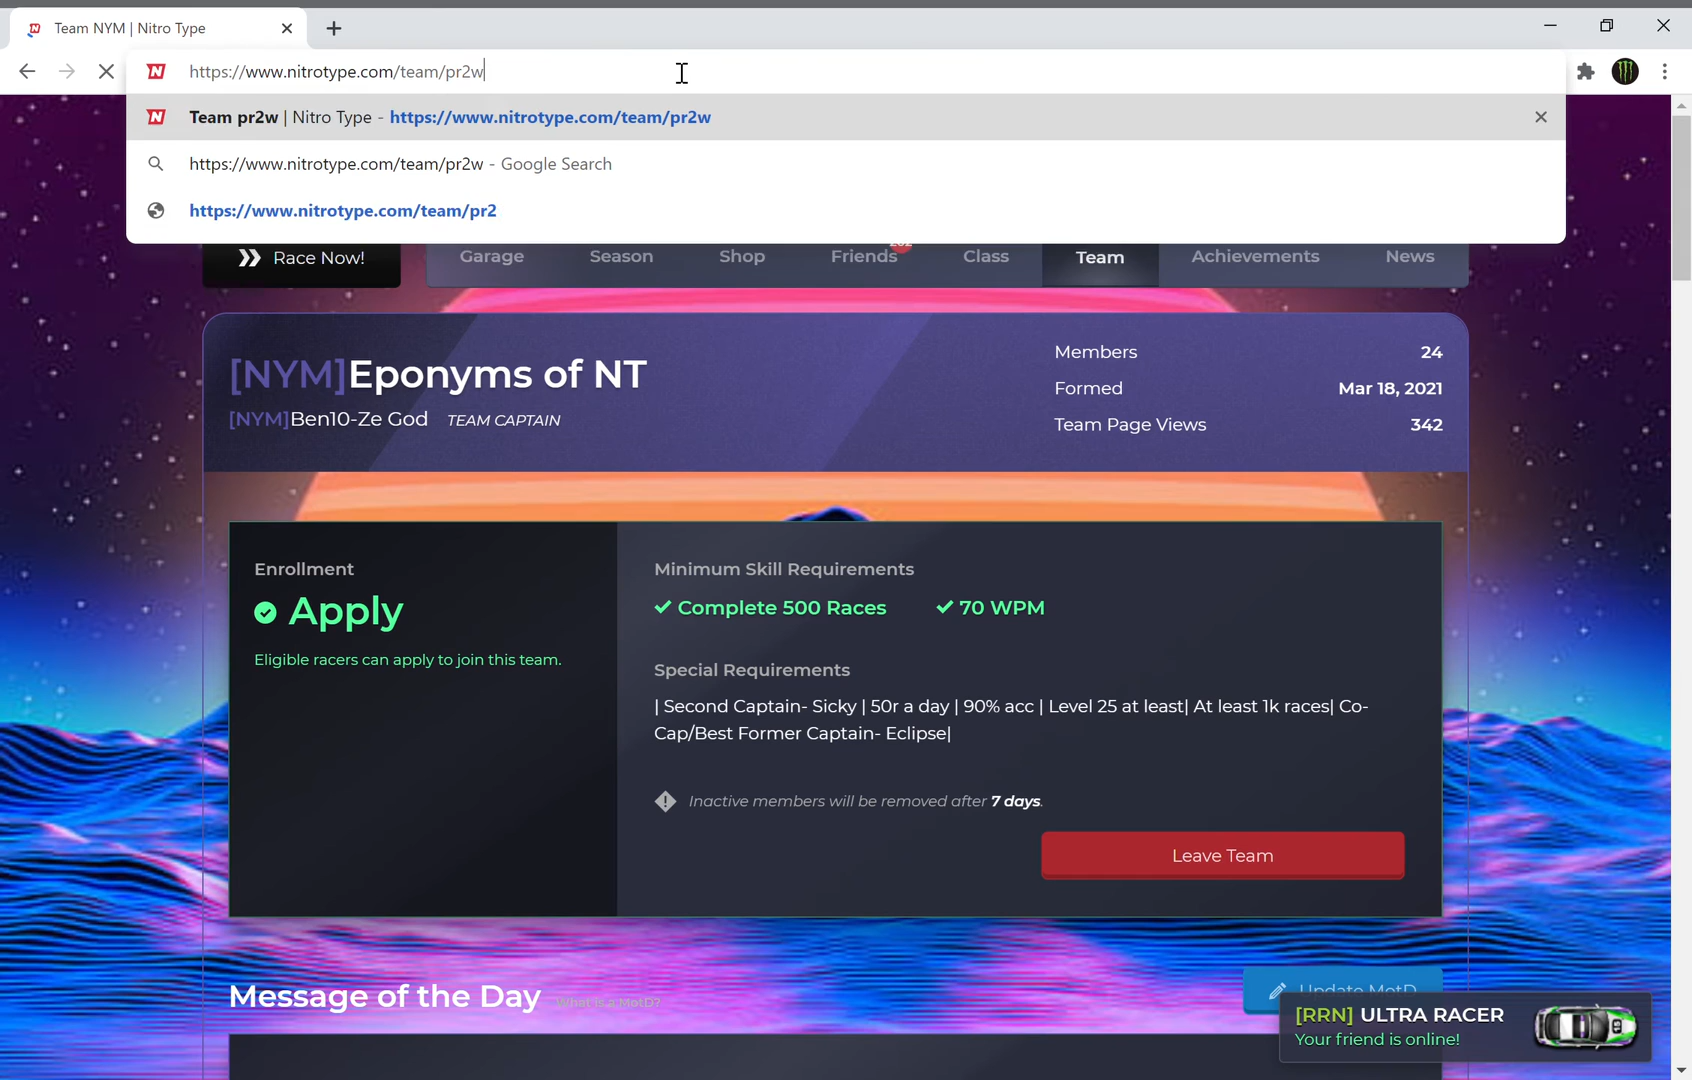 Team NYM | Nitro Type
https://www.nitrotype.com/team/pr2w
Team pr2w | Nitro Type - https://www.nitrotype.com/team/pr2w
https://www.nitrotype.com/team/pr2w - Google Search
https://www.nitrotype.com/team/pr2
Race Now!
Garage
Season
Shop
Friends
Class
Team
Achievements
News
[NYM]Eponyms of NT
[NYM]Ben10-Ze God TEAM CAPTAIN
Members 24
Formed Mar 18, 2021
Team Page Views 342
Enrollment
Apply
Eligible racers can apply to join this team.
Minimum Skill Requirements
Complete 500 Races 70 WPM
Special Requirements
| Second Captain- Sicky | 50r a day | 90% acc | Level 25 at least| At least 1k races| Co-
Cap/Best Former Captain- Eclipse|
Inactive members will be removed after 7 days.
Leave Team
Message of the Day What is a MotD?
Update MotD
[RRN] ULTRA RACER
Your friend is online!